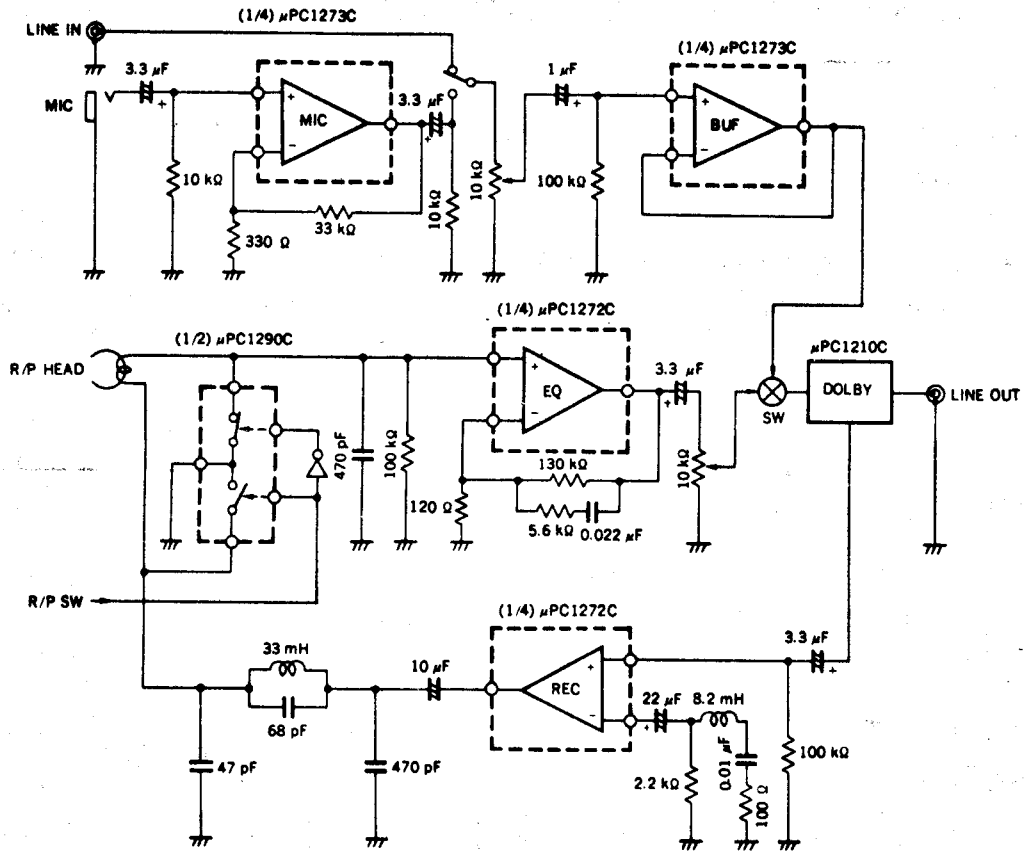 (1/4) μPC1273C
LINE IN
(1/4) μPC1273C
3.3 μF
+
MIC
+
MIC
−
3.3 μF
+
1 μF
+
+
BUF
−
10 kΩ
33 kΩ
330 Ω
10 kΩ
10 kΩ
100 kΩ
(1/4) μPC1272C
(1/2) μPC1290C
R/P HEAD
+
EQ
−
3.3 μF
+
μPC1210C
DOLBY
SW
LINE OUT
470 pF
100 kΩ
130 kΩ
120 Ω
5.6 kΩ
0.022 μF
10 kΩ
R/P SW
(1/4) μPC1272C
33 mH
68 pF
10 μF
REC
+
−
3.3 μF
+
22 μF
+
8.2 mH
0.01 μF
47 pF
470 pF
2.2 kΩ
100 Ω
100 kΩ